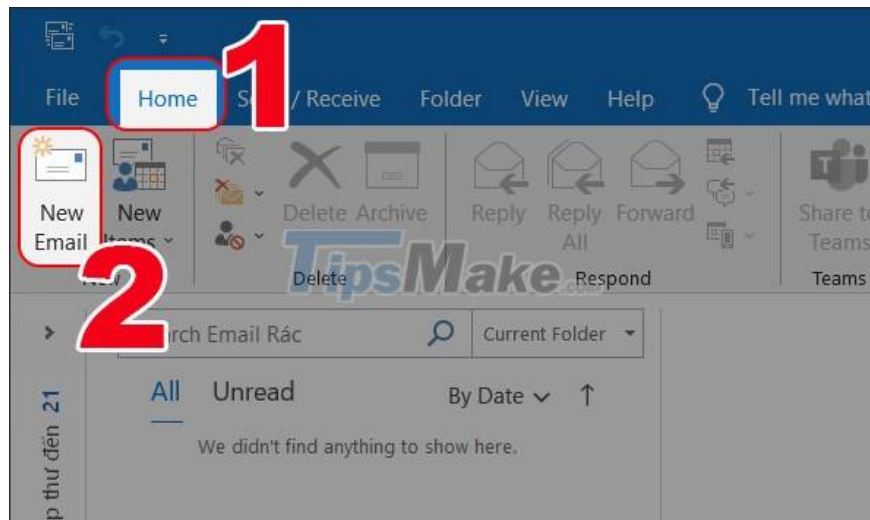 1
File Home / Receive Folder View Help Tell me what
New Email
New Items
Delete Archive
Reply
Reply All
Forward
Share to Teams
2
Delete
Respond
Teams
TipsMake.com
Email Rác
Current Folder
All Unread By Date
We didn't find anything to show here.
thư đến 21